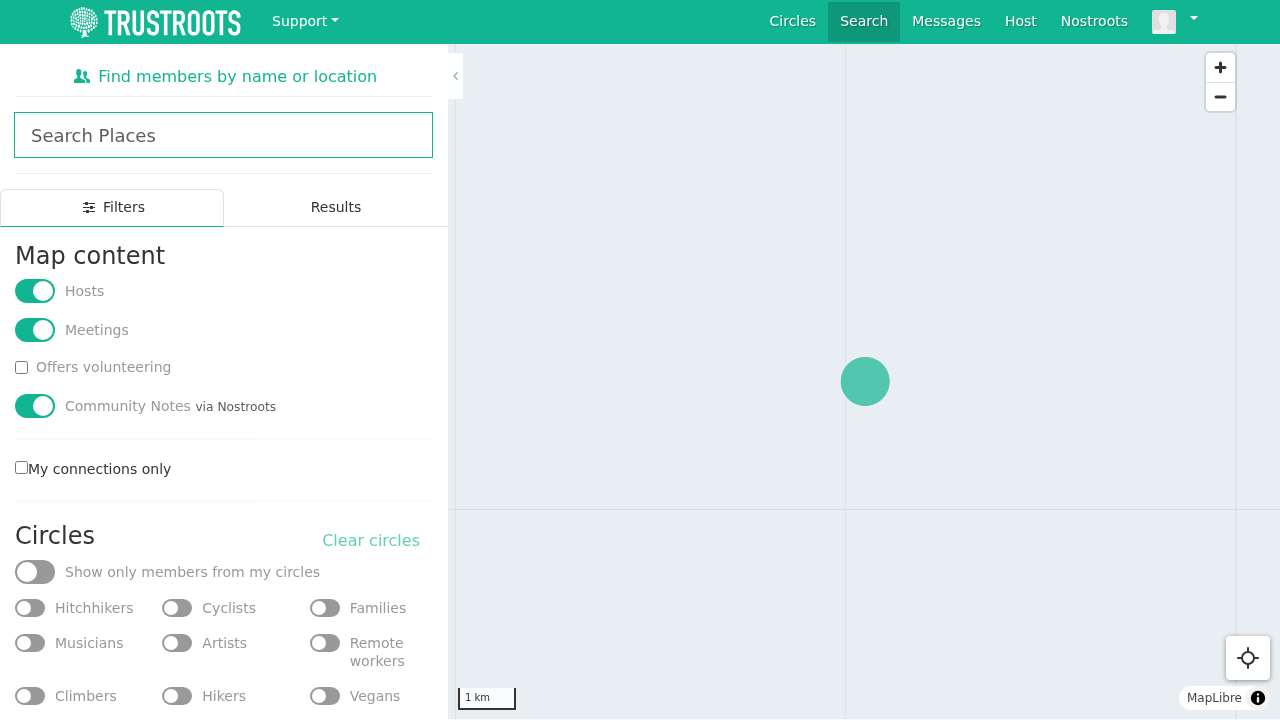 TRUSTROOTS
Support
Circles
Search
Messages
Host
Nostroots
Find members by name or location
Search Places
Filters
Results
Map content
Hosts
Meetings
Offers volunteering
Community Notes via Nostroots
My connections only
Circles
Clear circles
Show only members from my circles
Hitchhikers
Cyclists
Families
Musicians
Artists
Remote
workers
Climbers
Hikers
Vegans
1 km
MapLibre